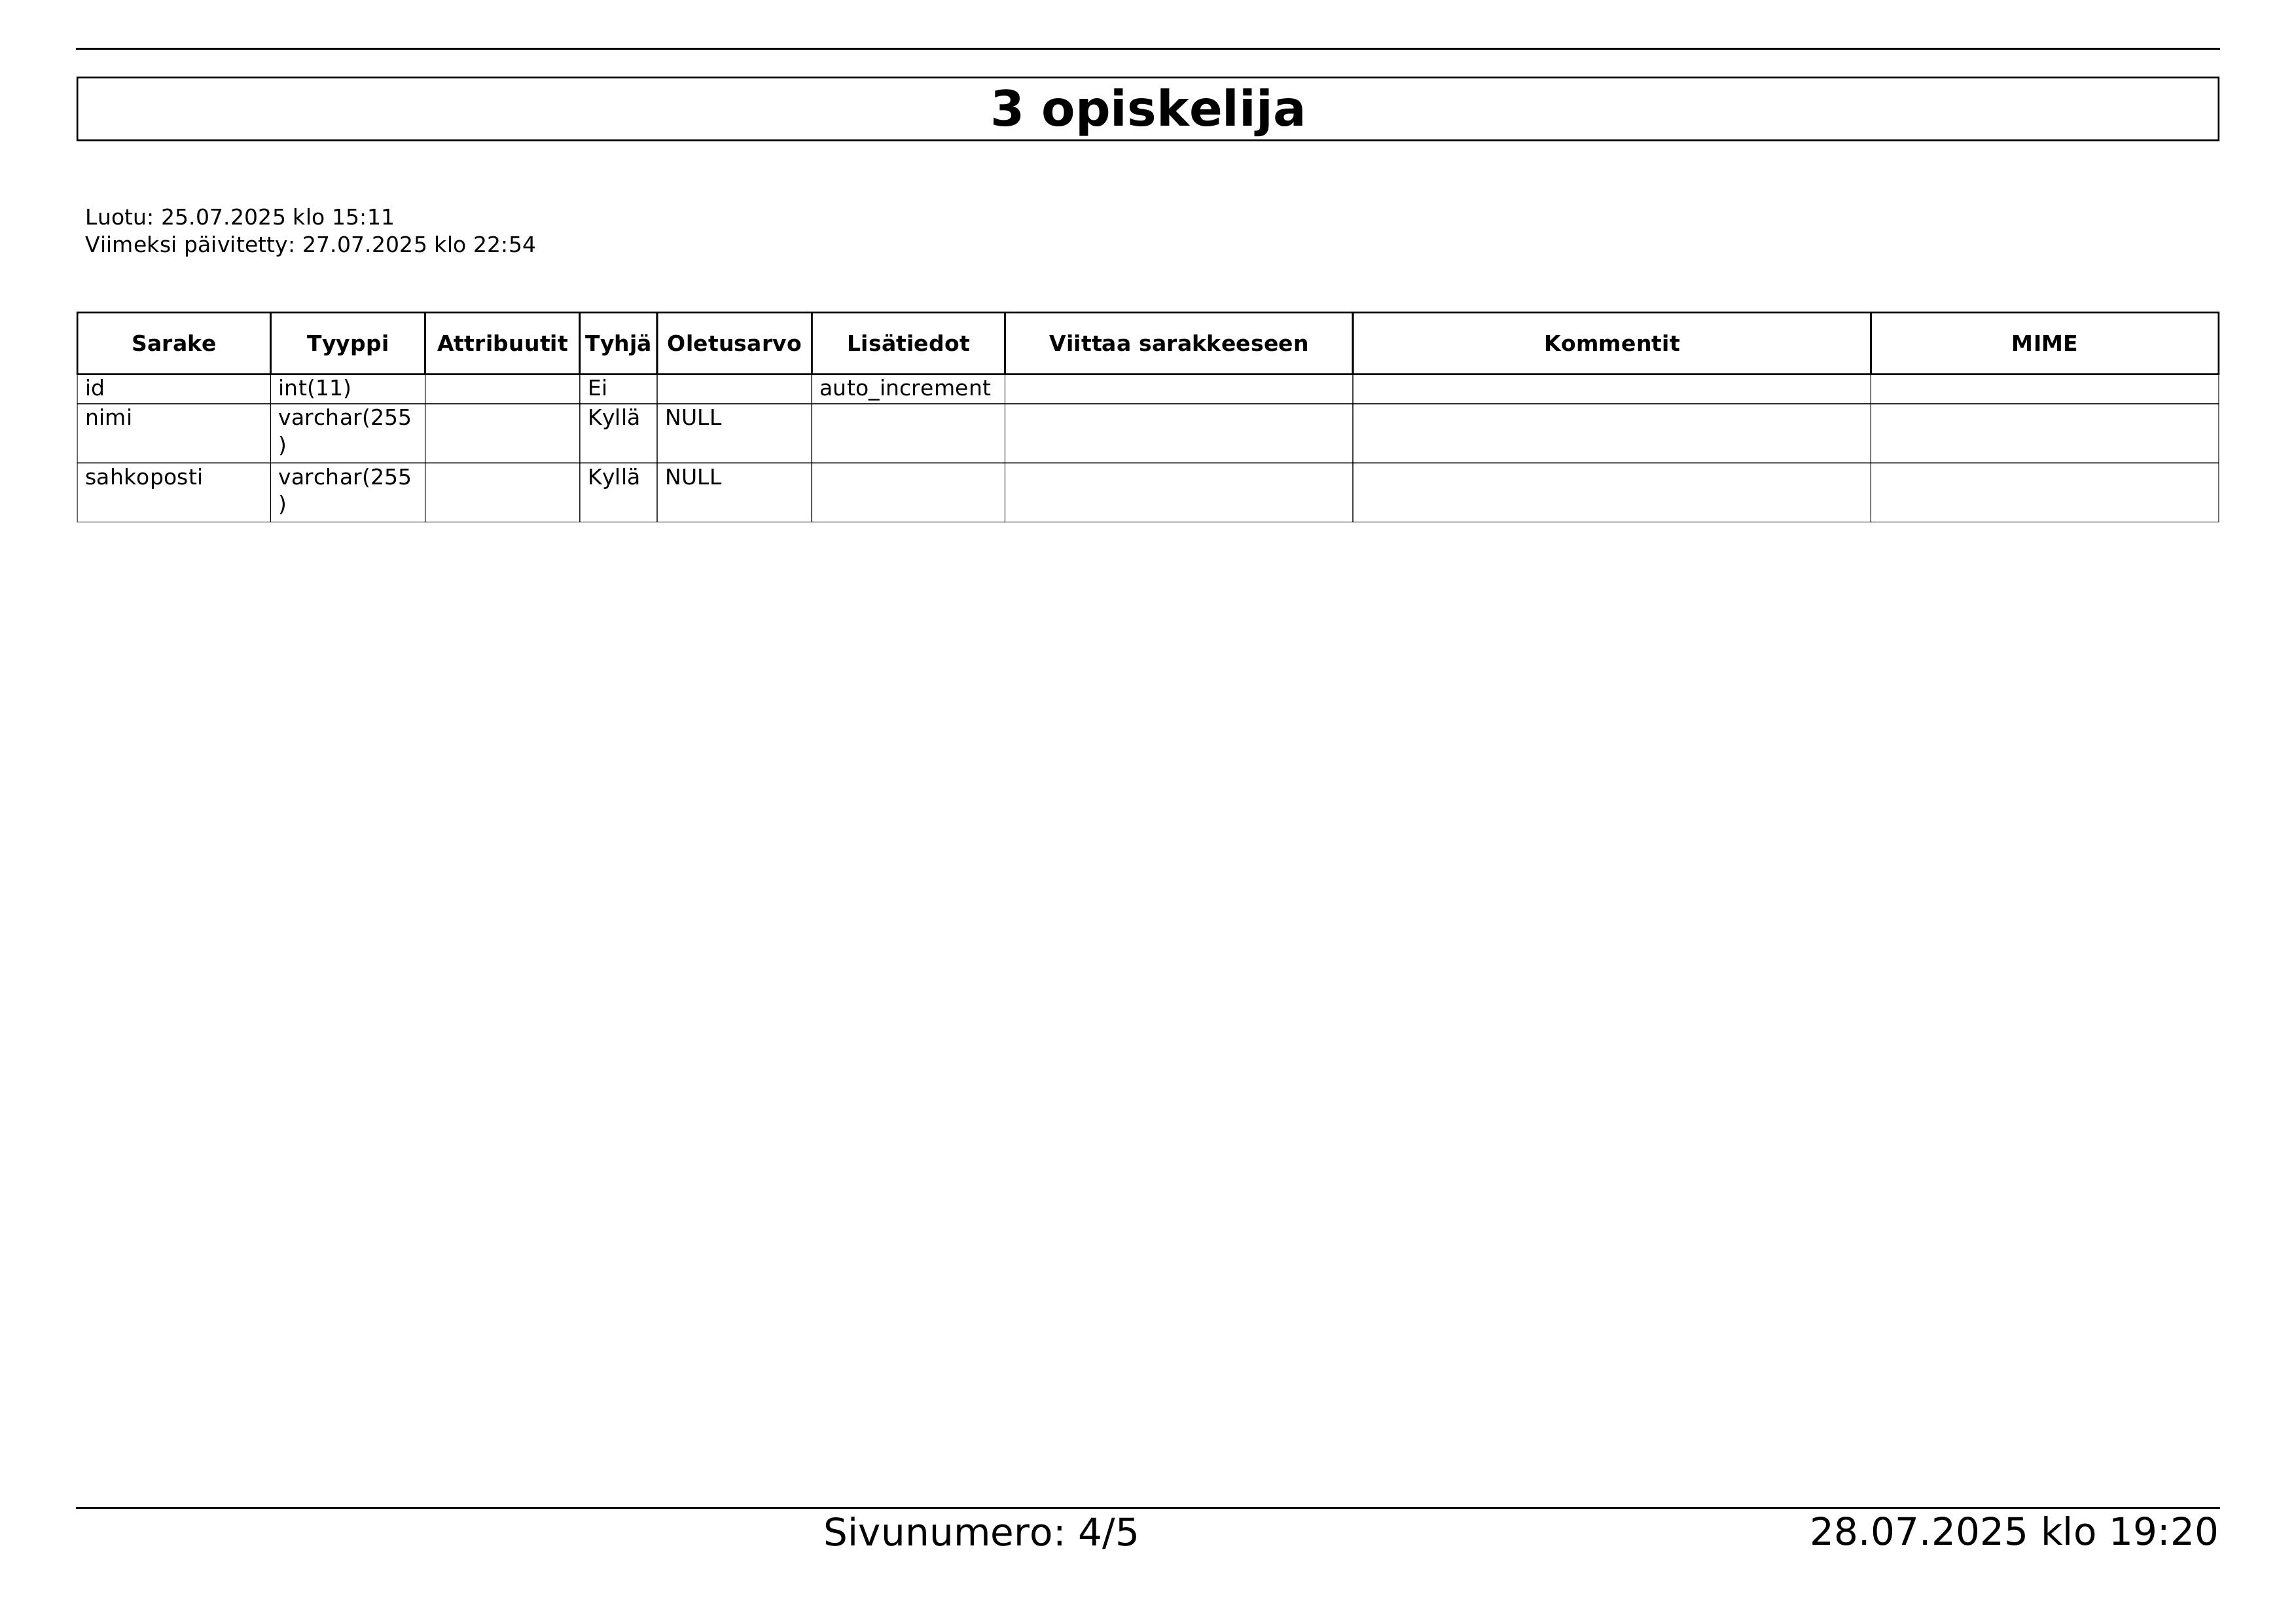 3 opiskelija
Luotu: 25.07.2025 klo 15:11
Viimeksi päivitetty: 27.07.2025 klo 22:54
Sarake Tyyppi Attribuutit Tyhjä Oletusarvo Lisätiedot Viittaa sarakkeeseen Kommentit MIME
id int(11) Ei auto_increment
nimi varchar(255 Kyllä NULL
)
sahkoposti varchar(255 Kyllä NULL
)
Sivunumero: 4/5 28.07.2025 klo 19:20